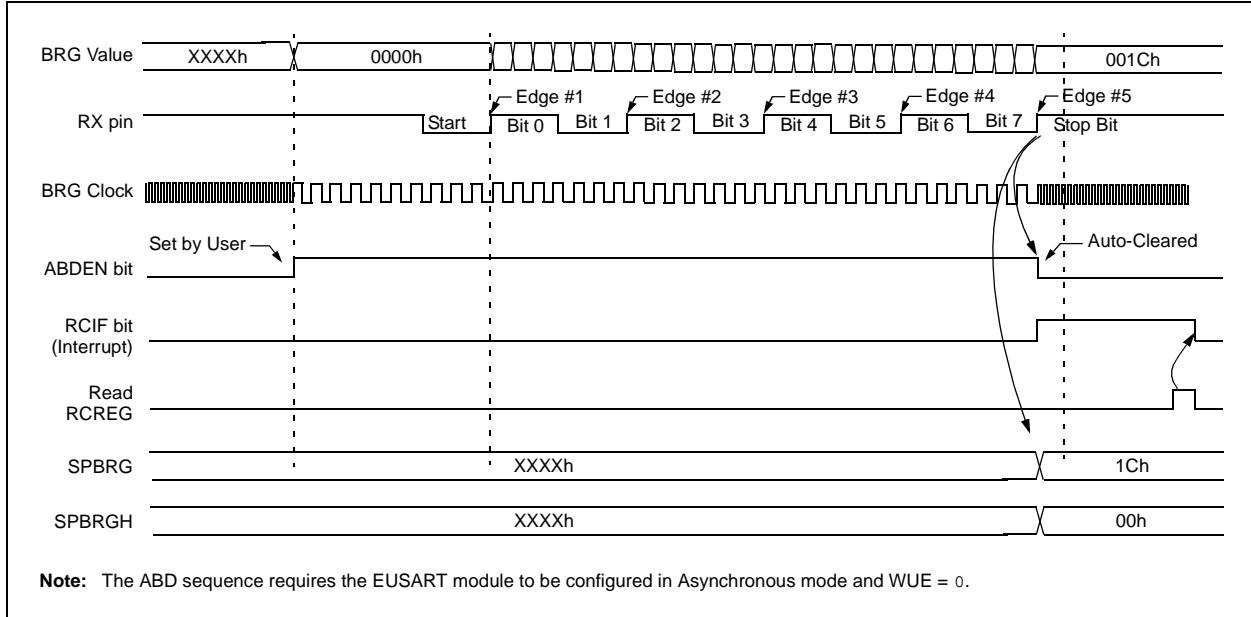 BRG Value
XXXXh
0000h
001Ch
Edge #1
Edge #2
Edge #3
Edge #4
Edge #5
RX pin
Start
Bit 0
Bit 1
Bit 2
Bit 3
Bit 4
Bit 5
Bit 6
Bit 7
Stop Bit
BRG Clock
Set by User
Auto-Cleared
ABDEN bit
RCIF bit
(Interrupt)
Read
RCREG
SPBRG
XXXXh
1Ch
SPBRGH
XXXXh
00h
Note: The ABD sequence requires the EUSART module to be configured in Asynchronous mode and WUE = 0.